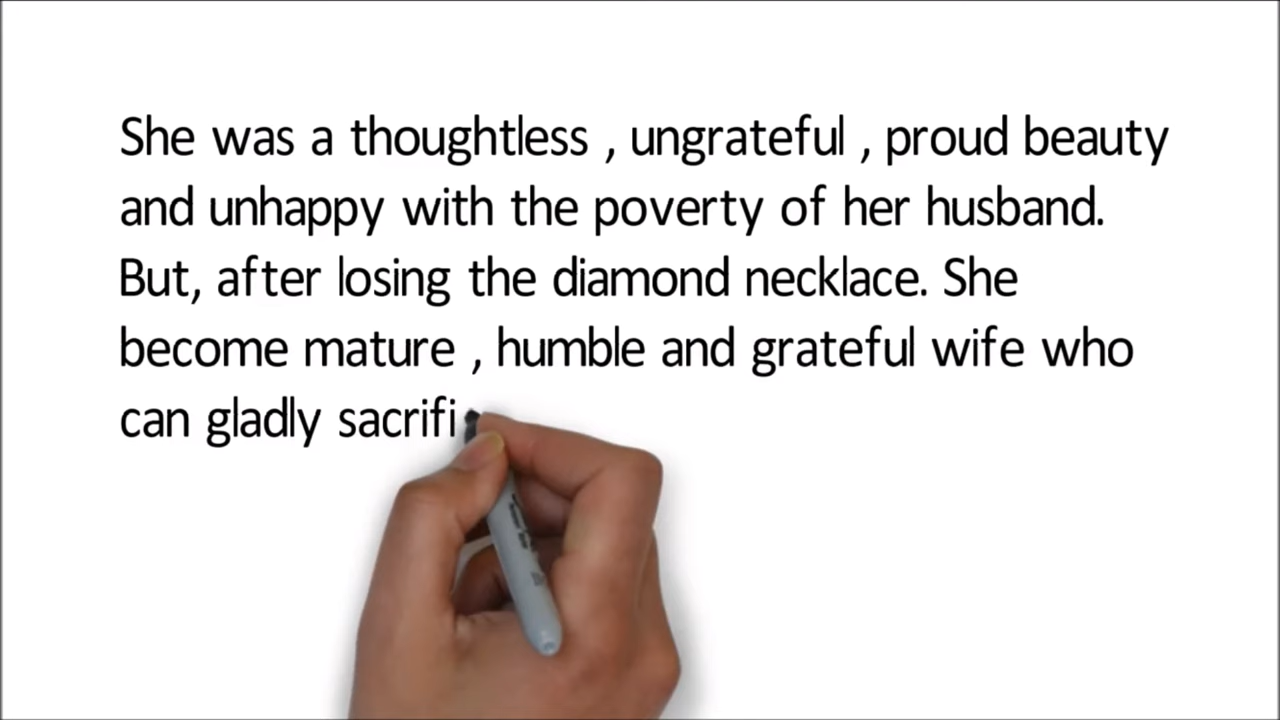 She was a thoughtless , ungrateful , proud beauty
and unhappy with the poverty of her husband.
But, after losing the diamond necklace. She
become mature , humble and grateful wife who
can gladly sacrifi